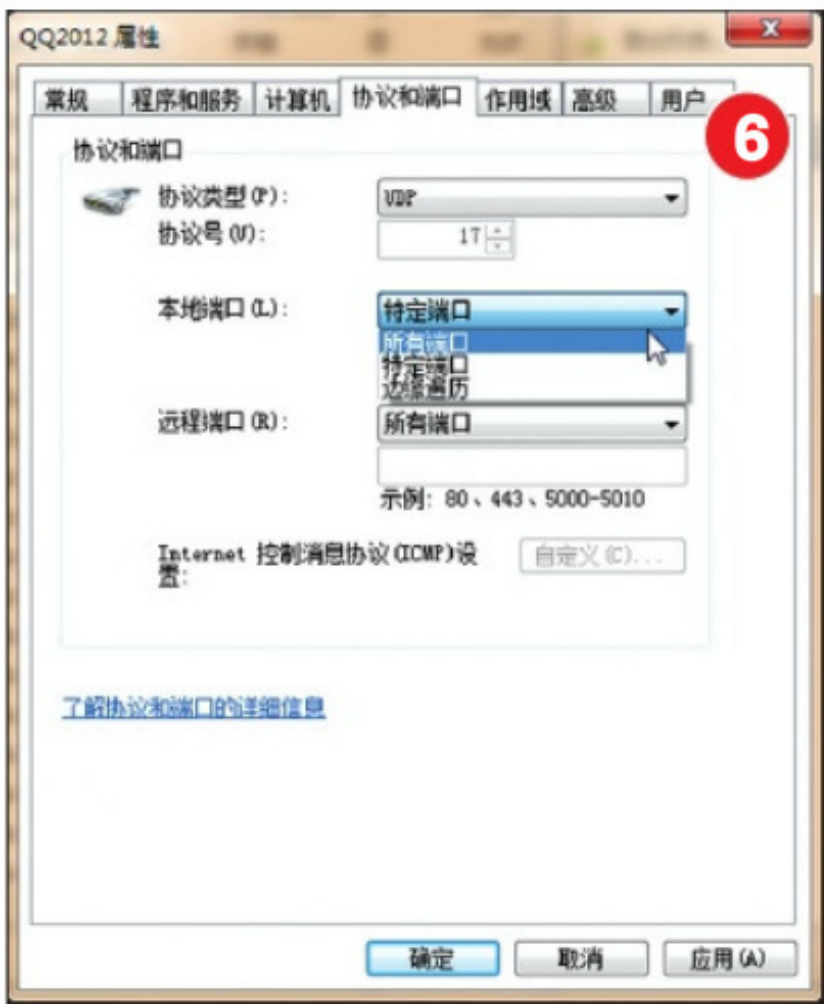 QQ2012 属性
常规 程序和服务 计算机 协议和端口 作用域 高级 用户
6
协议和端口
协议类型(P): UDP
协议号(U): 17
本地端口(L): 特定端口
所有端口
特定端口
边缘遍历
远程端口(R): 所有端口
示例: 80、443、5000-5010
Internet 控制消息协议(ICMP)设
置:
自定义(C)...
了解协议和端口的详细信息
确定 取消 应用(A)